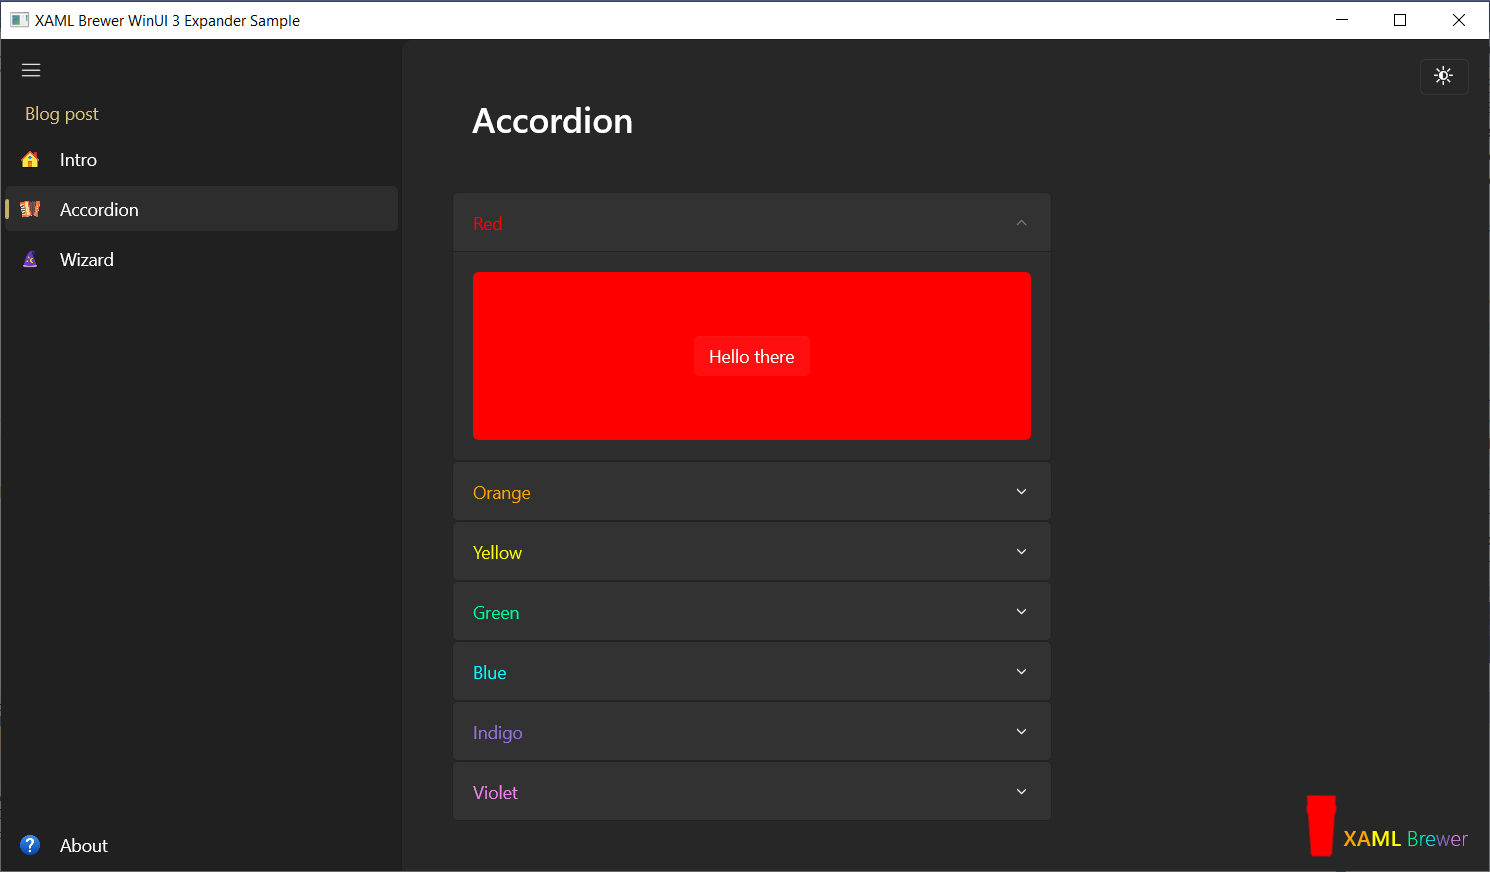 XAML Brewer WinUI 3 Expander Sample
Blog post
Intro
Accordion
Wizard
About
Accordion
Red
Hello there
Orange
Yellow
Green
Blue
Indigo
Violet
XAML Brewer